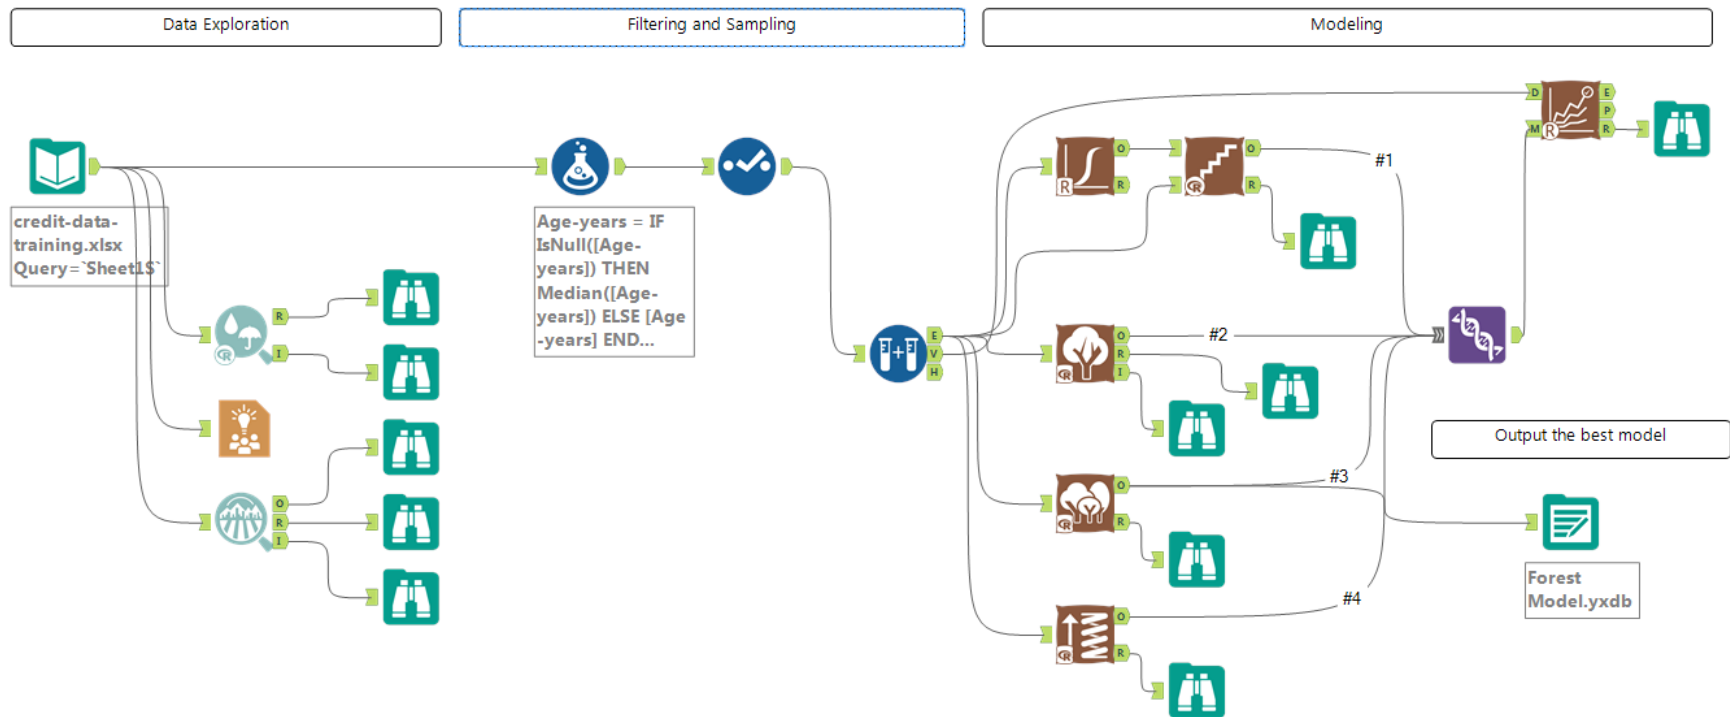 Data Exploration
Filtering and Sampling
Modeling
credit-data-
training.xlsx
Query=`Sheet1$`
R
I
O
R
I
R
Age-years = IF
IsNull([Age-
years]) THEN
Median([Age-
years]) ELSE [Age
-years] END...
E
V
H
R
O
R
R
O
R
#1
R
O
R
I
#2
R
O
R
#3
R
O
R
#4
D
M
R
E
P
R
Output the best model
Forest
Model.yxdb